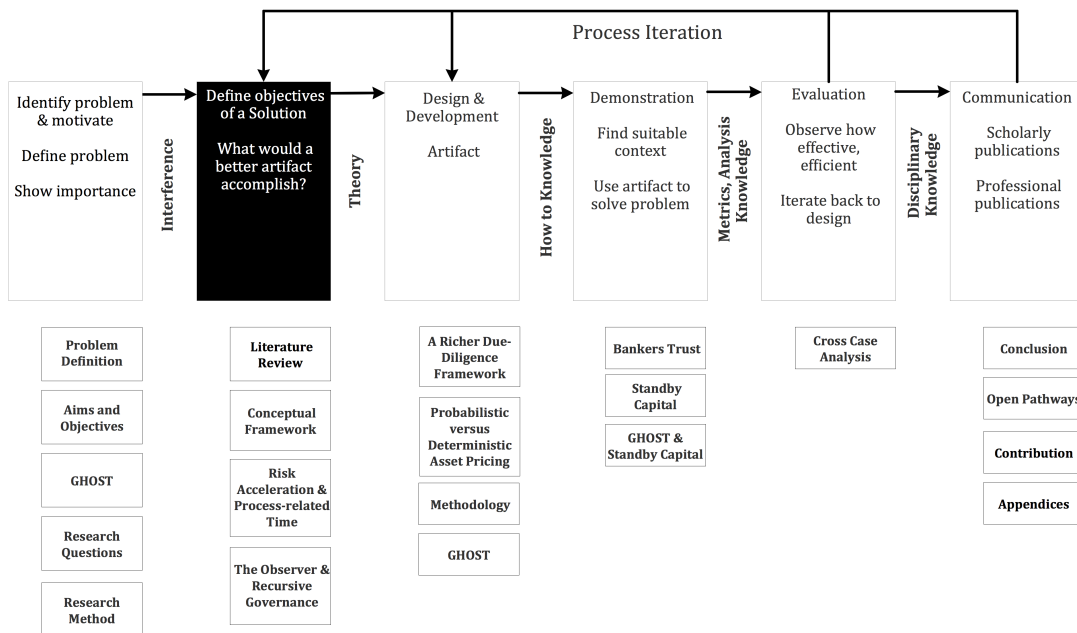 Process Iteration
Identify problem
& motivate
Define problem
Show importance
Interference
Define objectives
of a Solution
What would a
better artifact
accomplish?
Theory
Design &
Development
Artifact
How to Knowledge
Demonstration
Find suitable
context
Use artifact to
solve problem
Metrics, Analysis
Knowledge
Evaluation
Observe how
effective,
efficient
Iterate back to
design
Disciplinary
Knowledge
Communication
Scholarly
publications
Professional
publications
Problem
Definition
Aims and
Objectives
GHOST
Research
Questions
Research
Method
Literature
Review
Conceptual
Framework
Risk
Acceleration &
Process-related
Time
The Observer &
Recursive
Governance
A Richer Due-
Diligence
Framework
Probabilistic
versus
Deterministic
Asset Pricing
Methodology
GHOST
Bankers Trust
Standby
Capital
GHOST &
Standby Capital
Cross Case
Analysis
Conclusion
Open Pathways
Contribution
Appendices